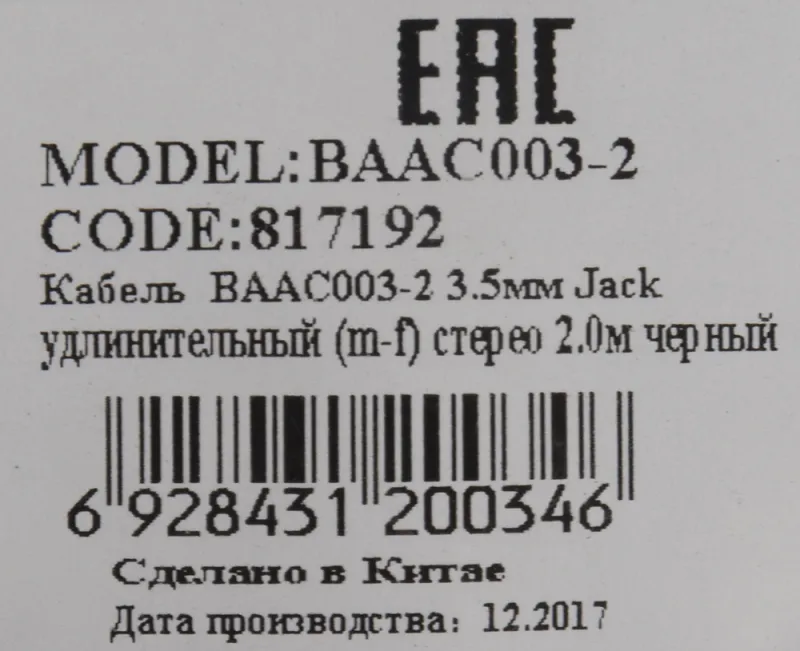 EAC
MODEL:BAAC003-2
CODE:817192
Кабель BAAC003-2 3.5мм Jack
удлинительный (m-f) стерео 2.0м черный
6 928431 200346
Сделано в Китае
Дата производства: 12.2017